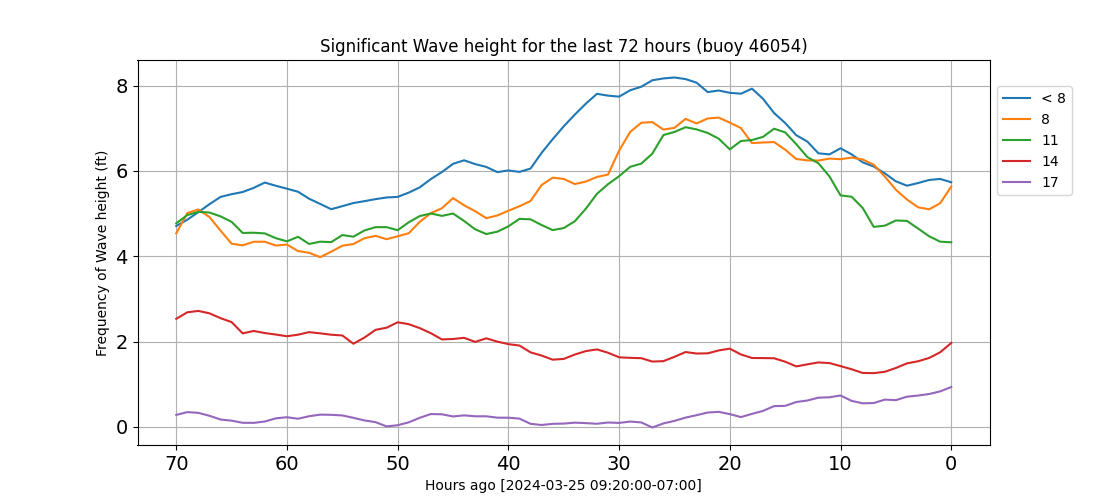 Significant Wave height for the last 72 hours (buoy 46054)
Frequency of Wave height (ft)
8
6
4
2
0
70 60 50 40 30 20 10 0
Hours ago [2024-03-25 09:20:00-07:00]
< 8
8
11
14
17